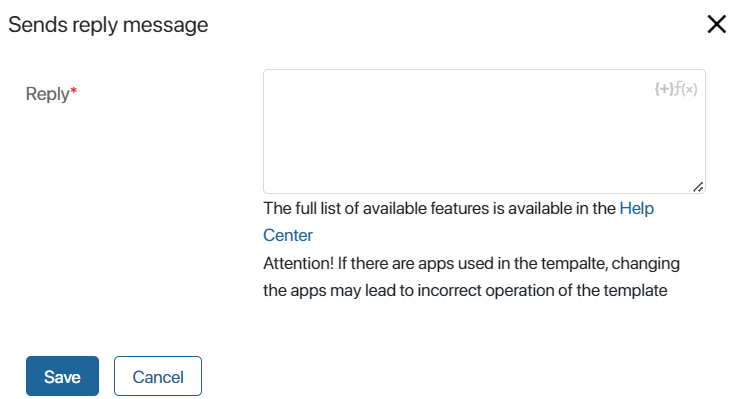 Sends reply message
Reply*
{+}ƒ(×)
The full list of available features is available in the Help
Center
Attention! If there are apps used in the tempalte, changing
the apps may lead to incorrect operation of the template
Save
Cancel